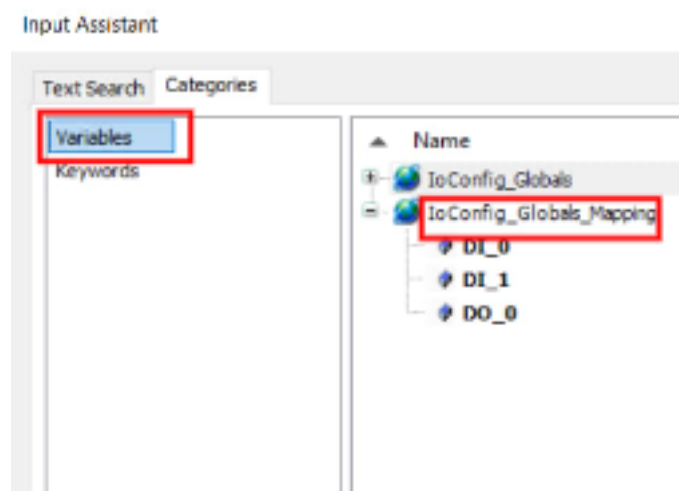 Input Assistant
Text Search Categories
Variables
Keywords
Name
IoConfig_Globals
IoConfig_Globals_Mapping
DI_0
DI_1
DO_0